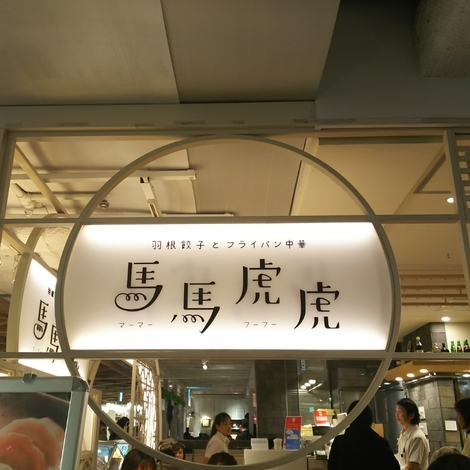 羽根餃子とフライパン中華
馬馬虎虎
マーマー フーフー